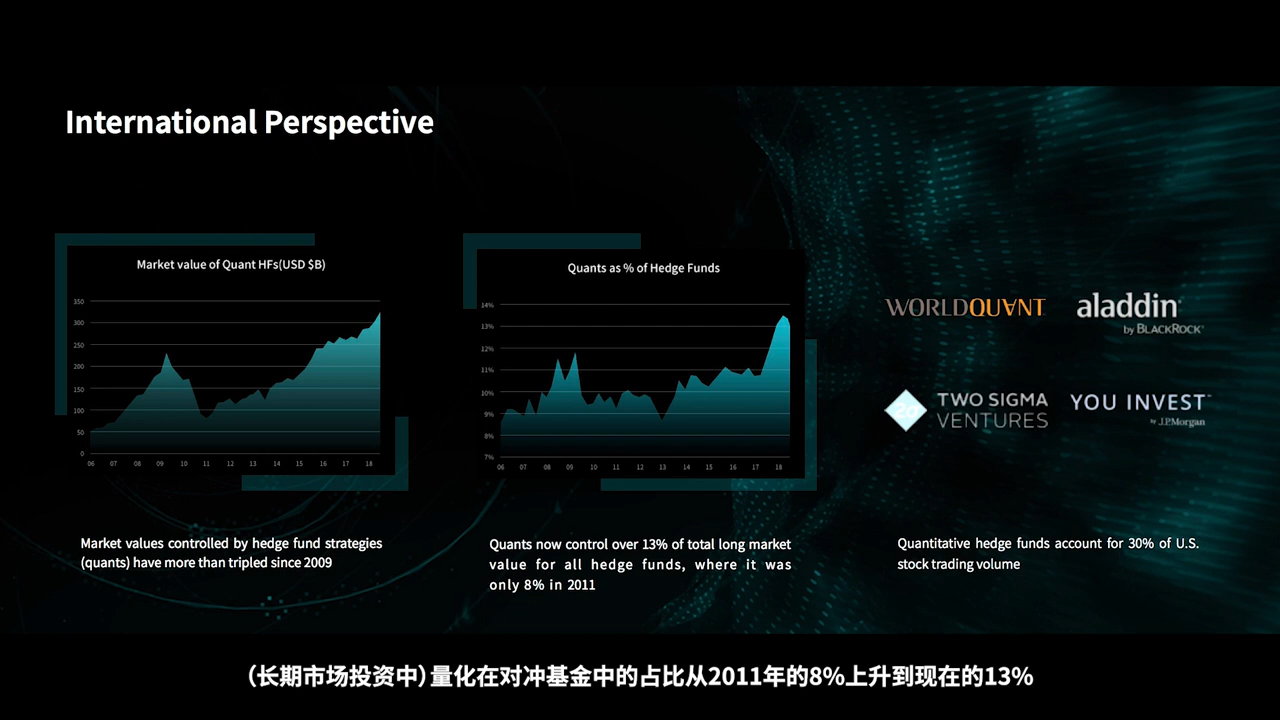 International Perspective
Market value of Quant HFs(USD $B)
350
300
250
200
150
100
50
0
06 07 08 09 10 11 12 13 14 15 16 17 18
Quants as % of Hedge Funds
14%
13%
12%
11%
10%
9%
8%
7%
06 07 08 09 10 11 12 13 14 15 16 17 18
WORLDQUANT
aladdin
by BLACKROCK
TWO SIGMA
VENTURES
YOU INVEST
by J.P.Morgan
Market values controlled by hedge fund strategies
(quants) have more than tripled since 2009
Quants now control over 13% of total long market
value for all hedge funds, where it was
only 8% in 2011
Quantitative hedge funds account for 30% of U.S.
stock trading volume
（长期市场投资中）量化在对冲基金中的占比从2011年的8%上升到现在的13%